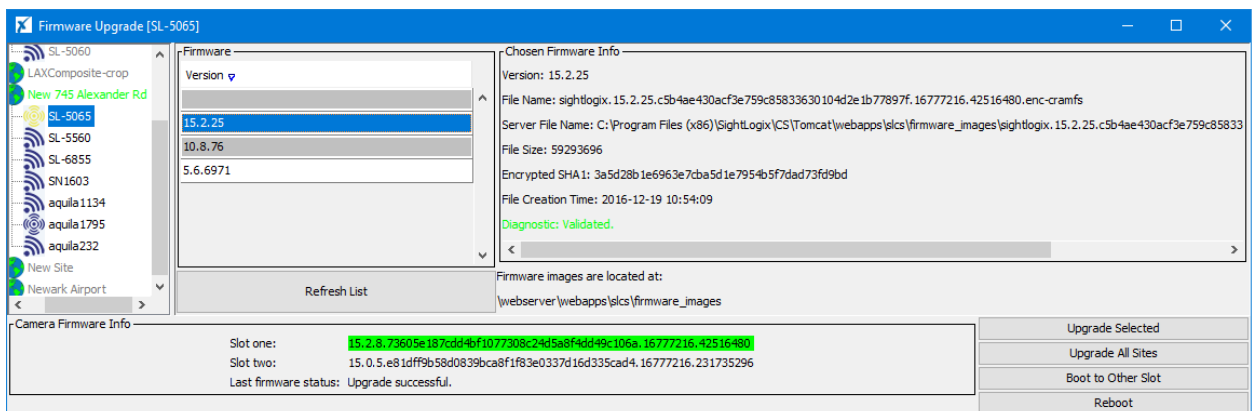 Firmware Upgrade [SL-5065]
SL-5060
LAXComposite-crop
New 745 Alexander Rd
SL-5065
SL-5560
SL-6855
SN1603
aquila1134
aquila1795
aquila232
New Site
Newark Airport
Firmware
Version
15.2.25
10.8.76
5.6.6971
Refresh List
Chosen Firmware Info
Version: 15.2.25
File Name: sightlogix.15.2.25.c5b4ae430acf3e759c85833630104d2e1b77897f.16777216.42516480.enc-cramfs
Server File Name: C:\Program Files (x86)\SightLogix\CS\Tomcat\webapps\slcs\firmware_images\sightlogix.15.2.25.c5b4ae430acf3e759c85833
File Size: 59293696
Encrypted SHA1: 3a5d28b1e6963e7cba5d1e7954b5f7dad73fd9bd
File Creation Time: 2016-12-19 10:54:09
Diagnostic: Validated.
Firmware images are located at:
\webserver\webapps\slcs\firmware_images
Camera Firmware Info
Slot one: 15.2.8.73605e187cdd4bf1077308c24d5a8f4dd49c106a.16777216.42516480
Slot two: 15.0.5.e81dff9b58d0839bca8f1f83e0337d16d335cad4.16777216.231735296
Last firmware status: Upgrade successful.
Upgrade Selected
Upgrade All Sites
Boot to Other Slot
Reboot